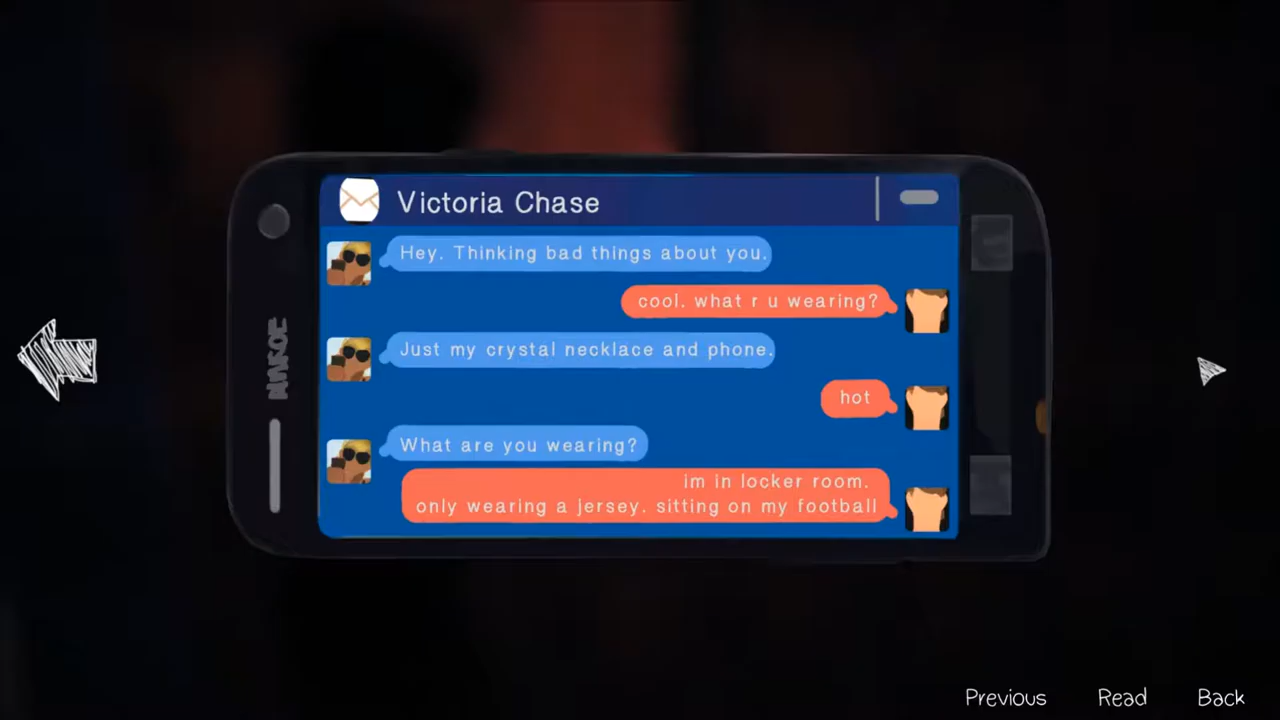 Victoria Chase
Hey. Thinking bad things about you.
cool. what r u wearing?
Just my crystal necklace and phone.
hot
What are you wearing?
im in locker room.
only wearing a jersey. sitting on my football
Previous
Read
Back